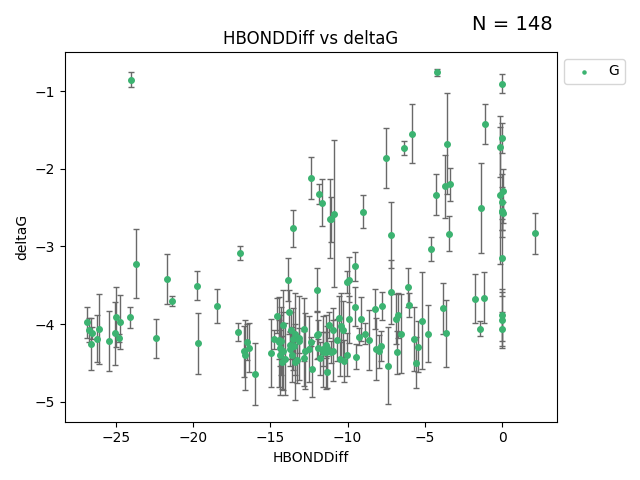 N = 148
HBONDDiff vs deltaG
G
−1
−2
−3
−4
−5
deltaG
−25
−20
−15
−10
−5
0
HBONDDiff